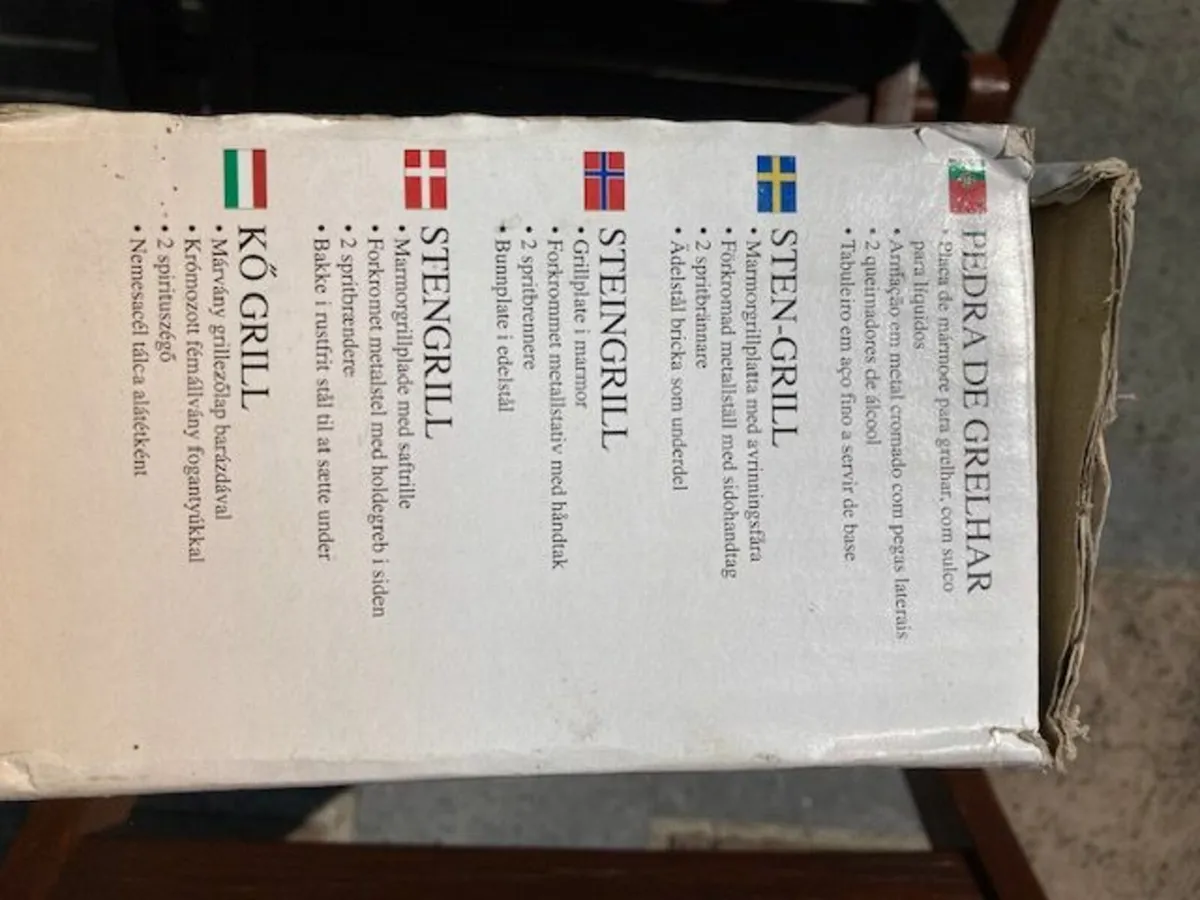 PEDRA DE GRELHAR
• Placa de mármore para grelhar, com sulco
para líquidos
• Armação em metal cromado com pegas laterais
• 2 queimadores de álcool
• Tabuleiro em aço fino a servir de base
STEN-GRILL
• Marmorgrillplatta med avrinningsfåra
• Förkromad metallställ med sidohandtag
• 2 spritbrännare
• Ädelstål bricka som underdel
STEINGRILL
• Grillplate i marmor
• Forkrommet metallstativ med håndtak
• 2 spritbrennere
• Bunnplate i edelstål
STENGRILL
• Marmorgrillplade med saftrille
• Forkromet metalstel med holdegreb i siden
• 2 spritbrændere
• Bakke i rustfrit stål til at sætte under
KŐ GRILL
• Márvány grillezőlap barázdával
• Krómozott fémállvány fogantyúkkal
• 2 spirituszégő
• Nemesacél tálca alátétként